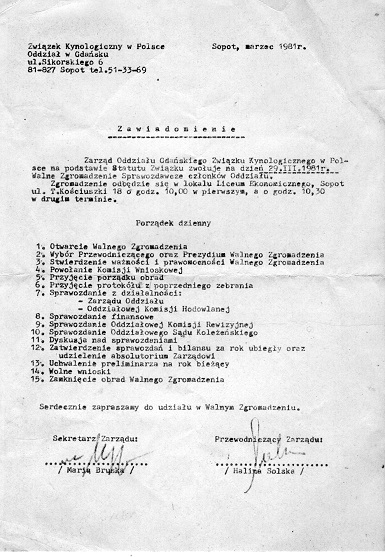 Związek Kynologiczny w Polsce Sopot, marzec 1981r.
Oddział w Gdańsku
ul.Sikorskiego 6
81-827 Sopot tel.51-33-69
Z a w i a d o m i e n i e
Zarząd Oddziału Gdańskiego Związku Kynologicznego w Pol-
sce na podstawie Statutu Związku zwołuje na dzień 29.III.1981r.
Walne Zgromadzenie Sprawozdawcze członków Oddziału.
Zgromadzenie odbędzie się w lokalu Liceum Ekonomicznego, Sopot
ul. T.Kościuszki 18 o godz. 10,00 w pierwszym, a o godz. 10,30
w drugim terminie.
Porządek dzienny
1. Otwarcie Walnego Zgromadzenia
2. Wybór Przewodniczącego oraz Prezydium Walnego Zgromadzenia
3. Stwierdzenie ważności i prawomocności Walnego Zgromadzenia
4. Powołanie Komisji Wnioskowej
5. Przyjęcie porządku obrad
6. Przyjęcie protokółu z poprzedniego zebrania
7. Sprawozdanie z działalności:
- Zarządu Oddziału
- Oddziałowej Komisji Hodowlanej
8. Sprawozdanie finansowe
9. Sprawozdanie Oddziałowej Komisji Rewizyjnej
10. Sprawozdanie Oddziałowego Sądu Koleżeńskiego
11. Dyskusja nad sprawozdeniami
12. Zatwierdzenie sprawozdań i bilansu za rok ubiegły oraz
udzielenie absolutorium Zarządowi
13. Uchwalenie preliminarza na rok bieżący
14. Wolne wnioski
15. Zamknięcie obrad Walnego Zgromadzenia
Serdecznie zapraszamy do udziału w Walnym Zgromadzeniu.
Sekretarz Zarządu: Przewodniczący Zarządu:
/ Maria Bruska / / Halina Solska /